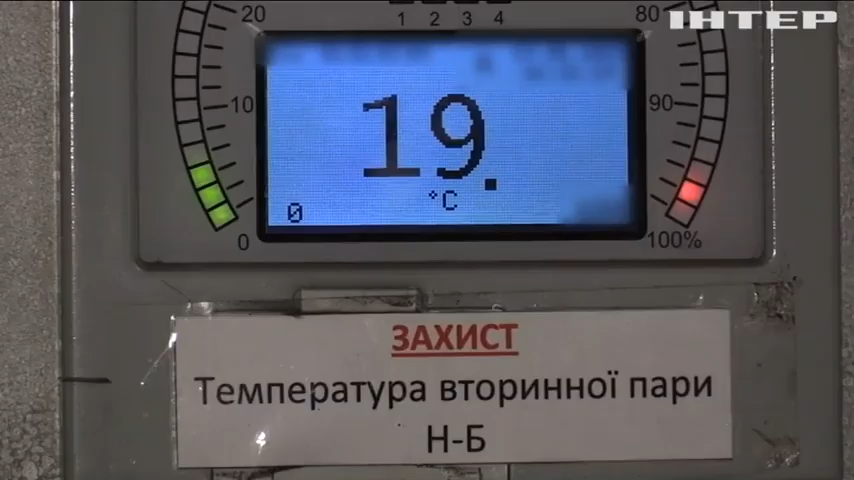 ІНТЕР
20 1 2 3 4 80
10 90
19.
°C
0
0 100%
ЗАХИСТ
Температура вторинної пари
Н-Б